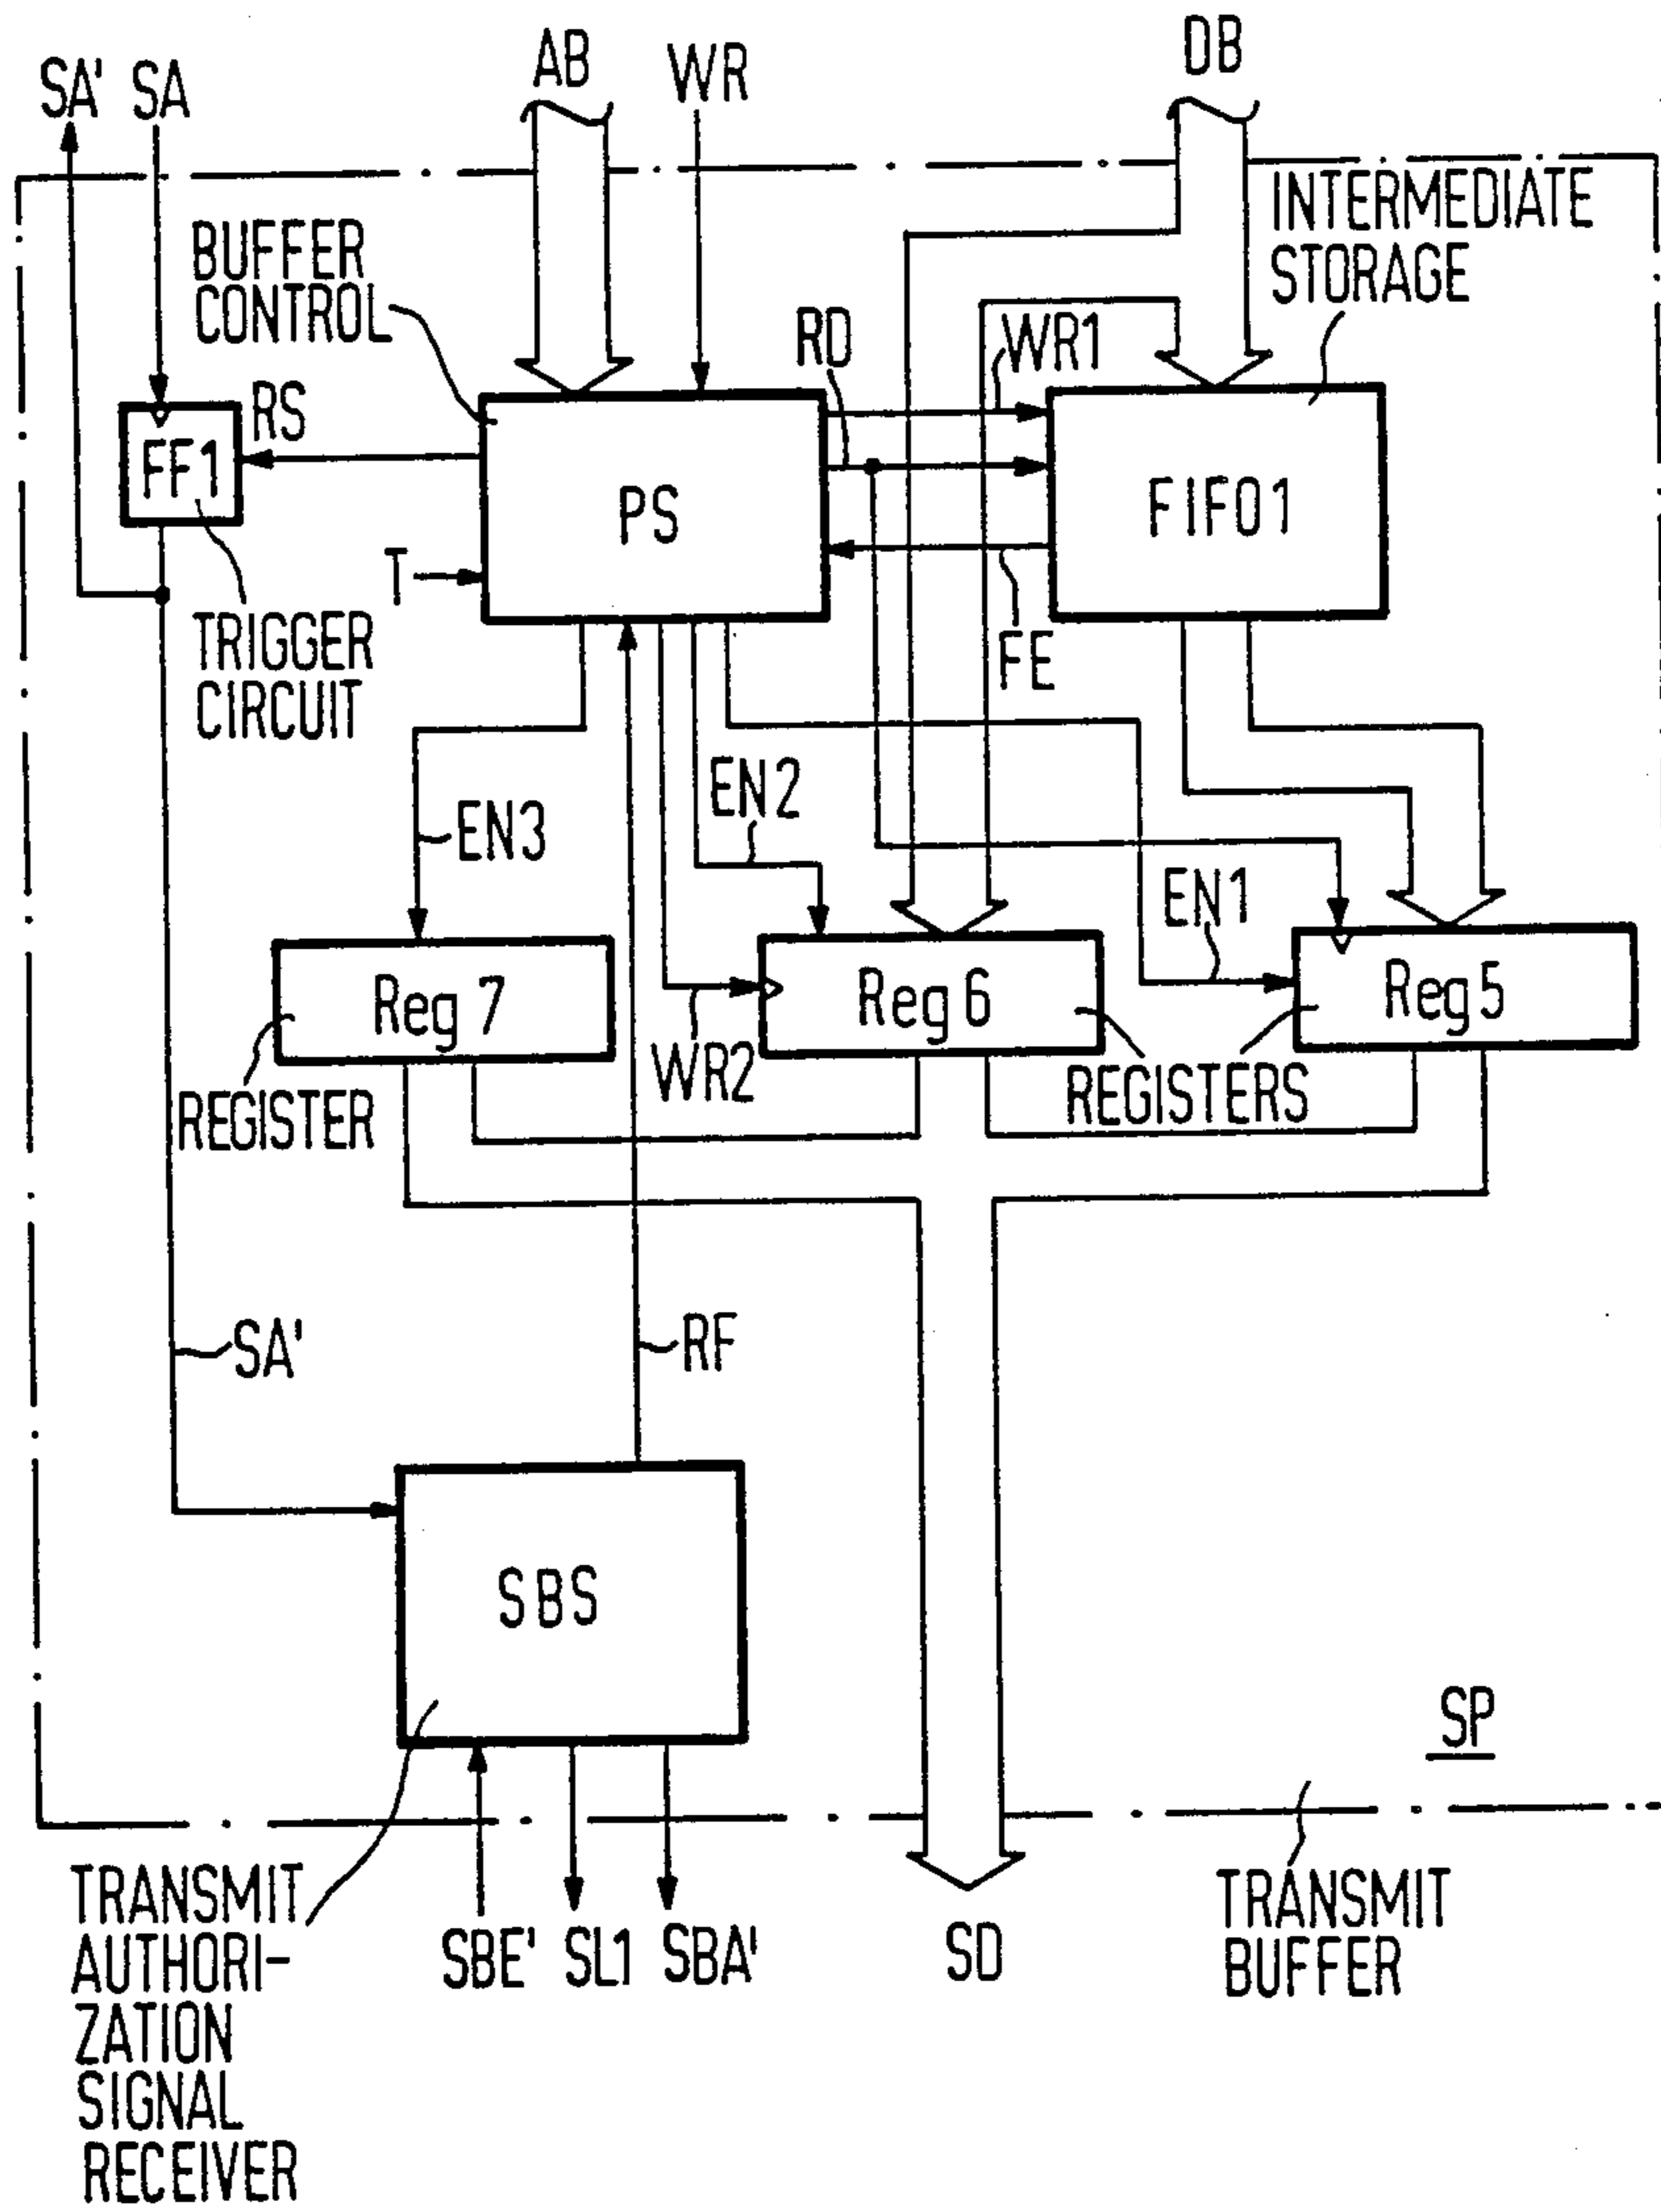 SA'
SA
AB
WR
DB
INTERMEDIATE
STORAGE
BUFFER
CONTROL
RD
WR1
RS
FF1
PS
FIFO1
T
TRIGGER
CIRCUIT
FE
EN3
EN2
EN1
Reg 7
Reg 6
Reg 5
REGISTER
WR2
REGISTERS
SA'
RF
SBS
SP
TRANSMIT
AUTHORI-
ZATION
SIGNAL
RECEIVER
SBE'
SL1
SBA'
SD
TRANSMIT
BUFFER